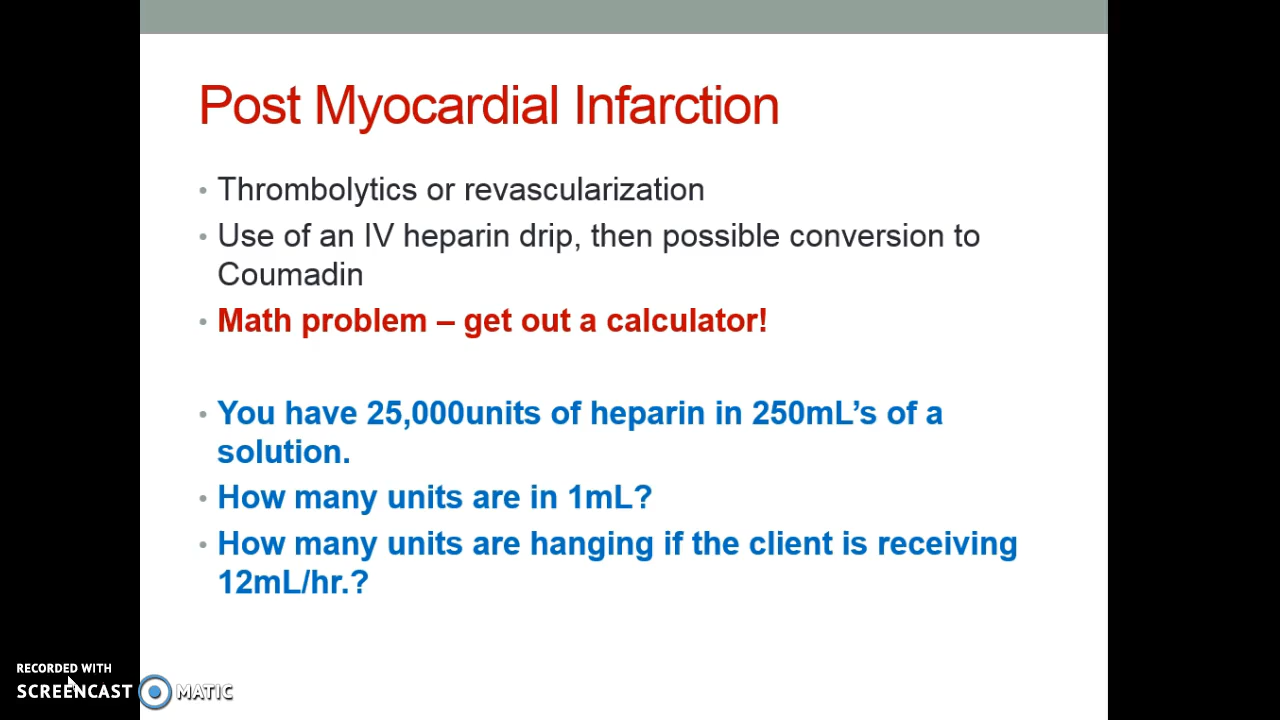 Post Myocardial Infarction
• Thrombolytics or revascularization
• Use of an IV heparin drip, then possible conversion to
Coumadin
• Math problem – get out a calculator!
• You have 25,000units of heparin in 250mL’s of a
solution.
• How many units are in 1mL?
• How many units are hanging if the client is receiving
12mL/hr.?
RECORDED WITH
SCREENCAST MATIC